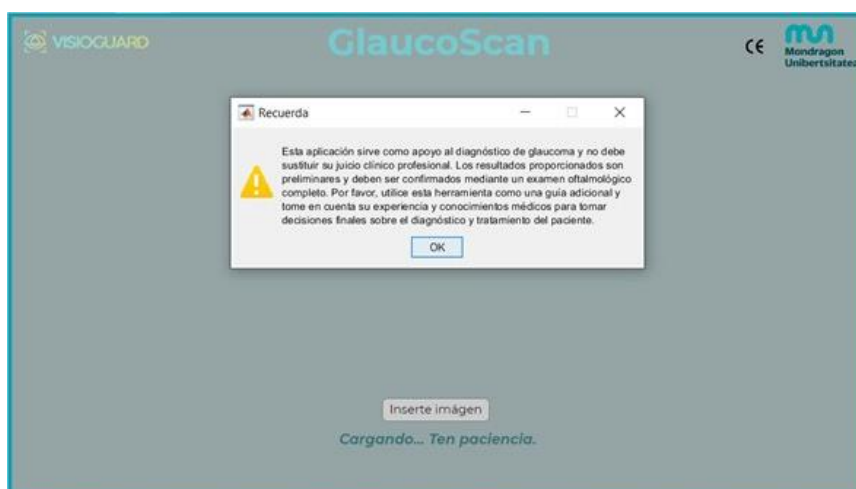 VISIOGUARD
GlaucoScan
CE
Mondragon
Unibertsitatea
Recuerda
Esta aplicación sirve como apoyo al diagnóstico de glaucoma y no debe
sustituir su juicio clínico profesional. Los resultados proporcionados son
preliminares y deben ser confirmados mediante un examen oftalmológico
completo. Por favor, utilice esta herramienta como una guía adicional y
tome en cuenta su experiencia y conocimientos médicos para tomar
decisiones finales sobre el diagnóstico y tratamiento del paciente.
OK
Inserte imágen
Cargando... Ten paciencia.